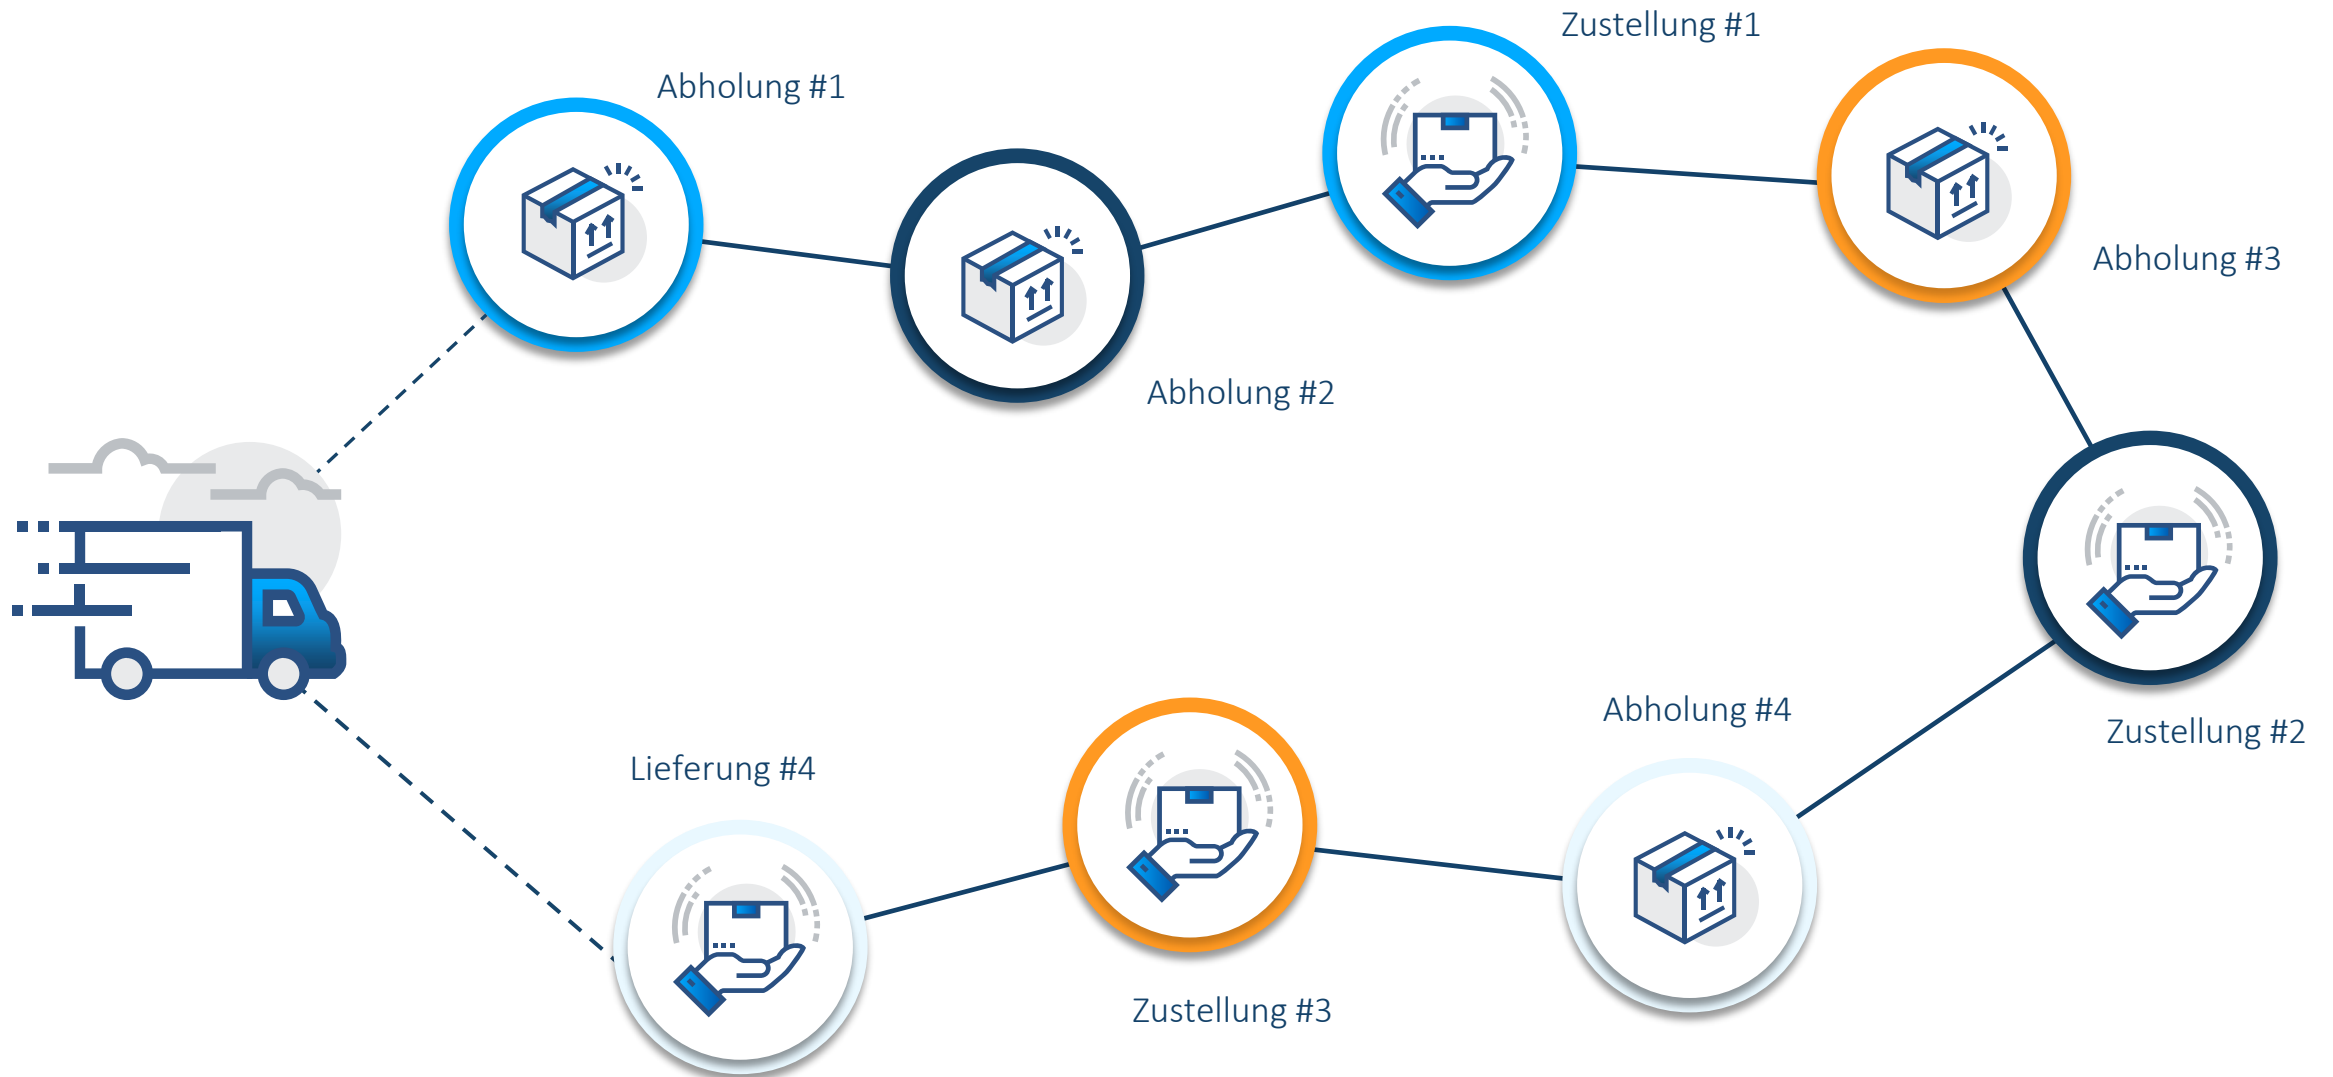 Abholung #1
Abholung #2
Zustellung #1
Abholung #3
Zustellung #2
Abholung #4
Zustellung #3
Lieferung #4